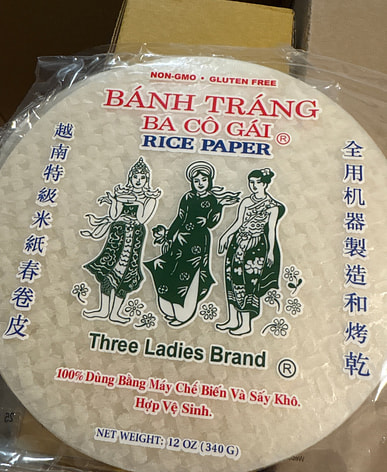 NON-GMO • GLUTEN FREE
BÁNH TRÁNG
BA CÔ GÁI ®
RICE PAPER
越南特級米紙春卷皮
全用机器製造和烤乾
Three Ladies Brand ®
100% Dùng Bằng Máy Chế Biến Và Sấy Khô.
Hợp Vệ Sinh.
NET WEIGHT: 12 OZ (340 G)